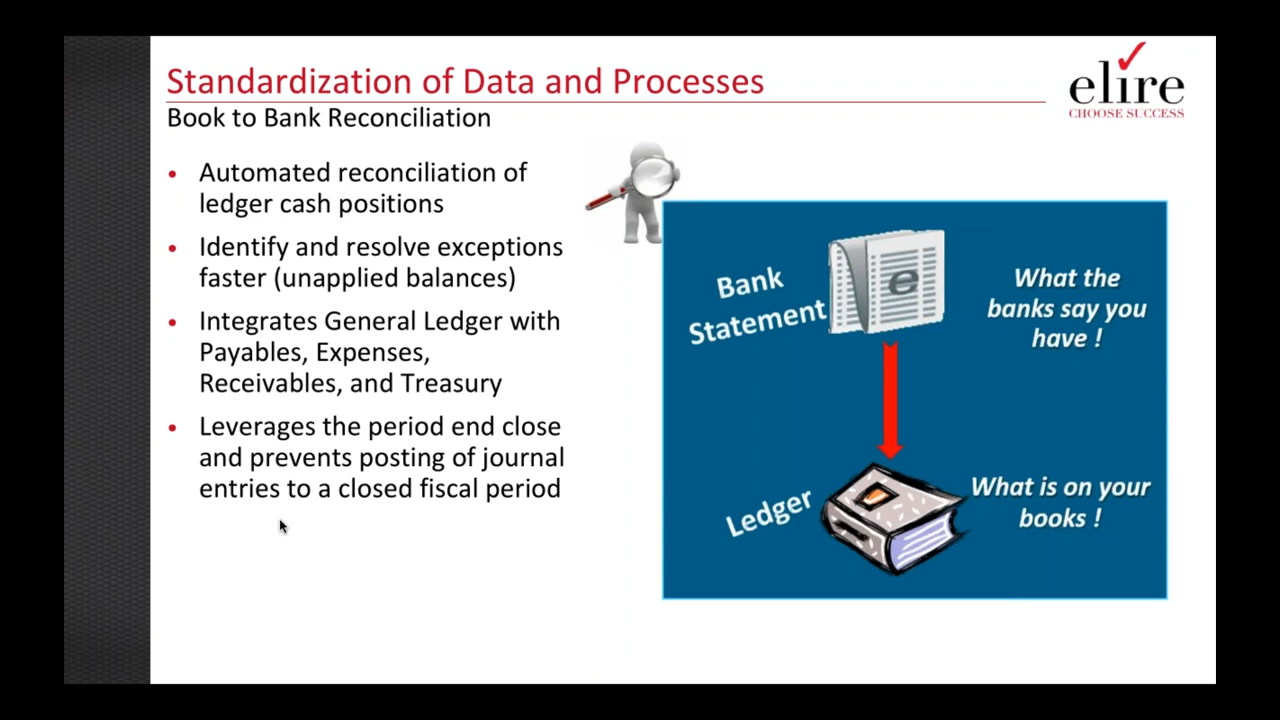 Standardization of Data and Processes
elire
CHOOSE SUCCESS
Book to Bank Reconciliation
• Automated reconciliation of
ledger cash positions
• Identify and resolve exceptions
faster (unapplied balances)
• Integrates General Ledger with
Payables, Expenses,
Receivables, and Treasury
• Leverages the period end close
and prevents posting of journal
entries to a closed fiscal period
Bank
Statement
e
What the
banks say you
have !
Ledger
What is on your
books !